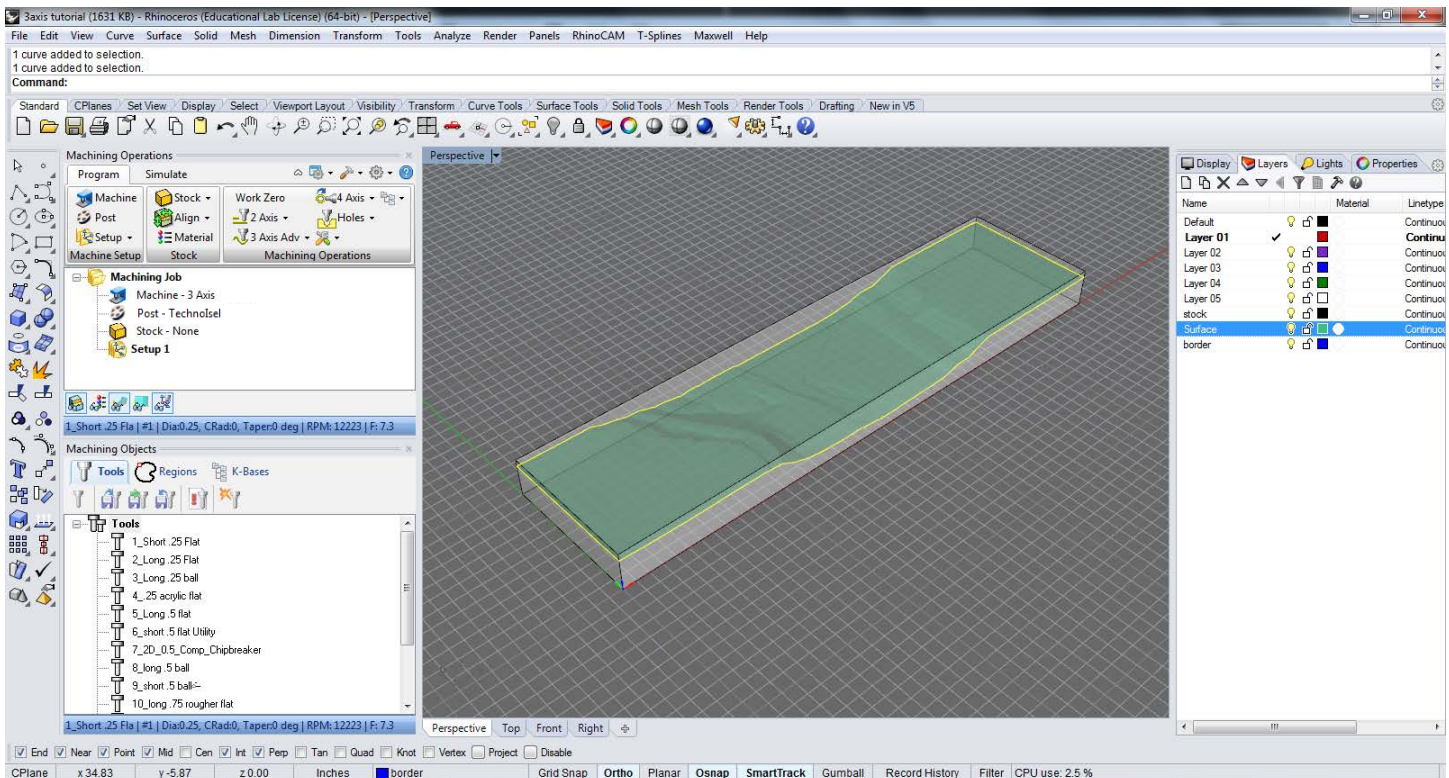 3axis tutorial (1631 KB) - Rhinoceros (Educational Lab License) (64-bit) - [Perspective]
File Edit View Curve Surface Solid Mesh Dimension Transform Tools Analyze Render Panels RhinoCAM T-Splines Maxwell Help
1 curve added to selection.
1 curve added to selection.
Command:
Standard CPlanes Set View Display Select Viewport Layout Visibility Transform Curve Tools Surface Tools Solid Tools Mesh Tools Render Tools Drafting New in V5
Machining Operations
Program Simulate
Machine Stock Work Zero 4 Axis
Post Align 2 Axis Holes
Setup Material 3 Axis Adv
Machine Setup Stock Machining Operations
Machining Job
Machine - 3 Axis
Post - TechnoIsel
Stock - None
Setup 1
1_Short .25 Fla | #1 | Dia:0.25, CRad:0, Taper:0 deg | RPM: 12223 | F: 7.3
Machining Objects
Tools Regions K-Bases
Tools
1_Short .25 Flat
2_Long .25 Flat
3_Long .25 ball
4_.25 acrylic flat
5_Long .5 flat
6_short .5 flat Utility
7_2D_0.5_Comp_Chipbreaker
8_long .5 ball
9_short .5 ball
10_long .75 rougher flat
1_Short .25 Fla | #1 | Dia:0.25, CRad:0, Taper:0 deg | RPM: 12223 | F: 7.3
Perspective
Perspective Top Front Right
Display Layers Lights Properties
Name Material Linetype
Default Continuou
Layer 01 Continu
Layer 02 Continuou
Layer 03 Continuou
Layer 04 Continuou
Layer 05 Continuou
stock Continuou
Surface Continuou
border Continuou
End Near Point Mid Cen Int Perp Tan Quad Knot Vertex Project Disable
CPlane x 34.83 y -5.87 z 0.00 Inches border Grid Snap Ortho Planar Osnap SmartTrack Gumball Record History Filter CPU use: 2.5 %